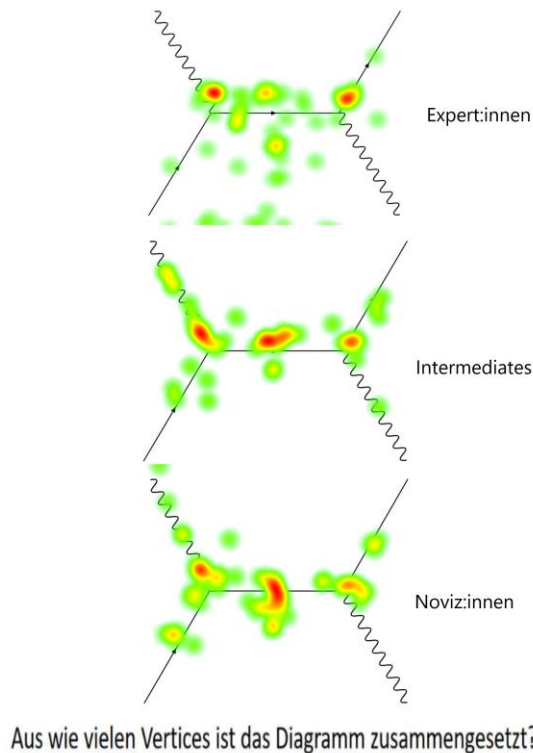 Expert:innen
Intermediates
Noviz:innen
Aus wie vielen Vertices ist das Diagramm zusammengesetzt?